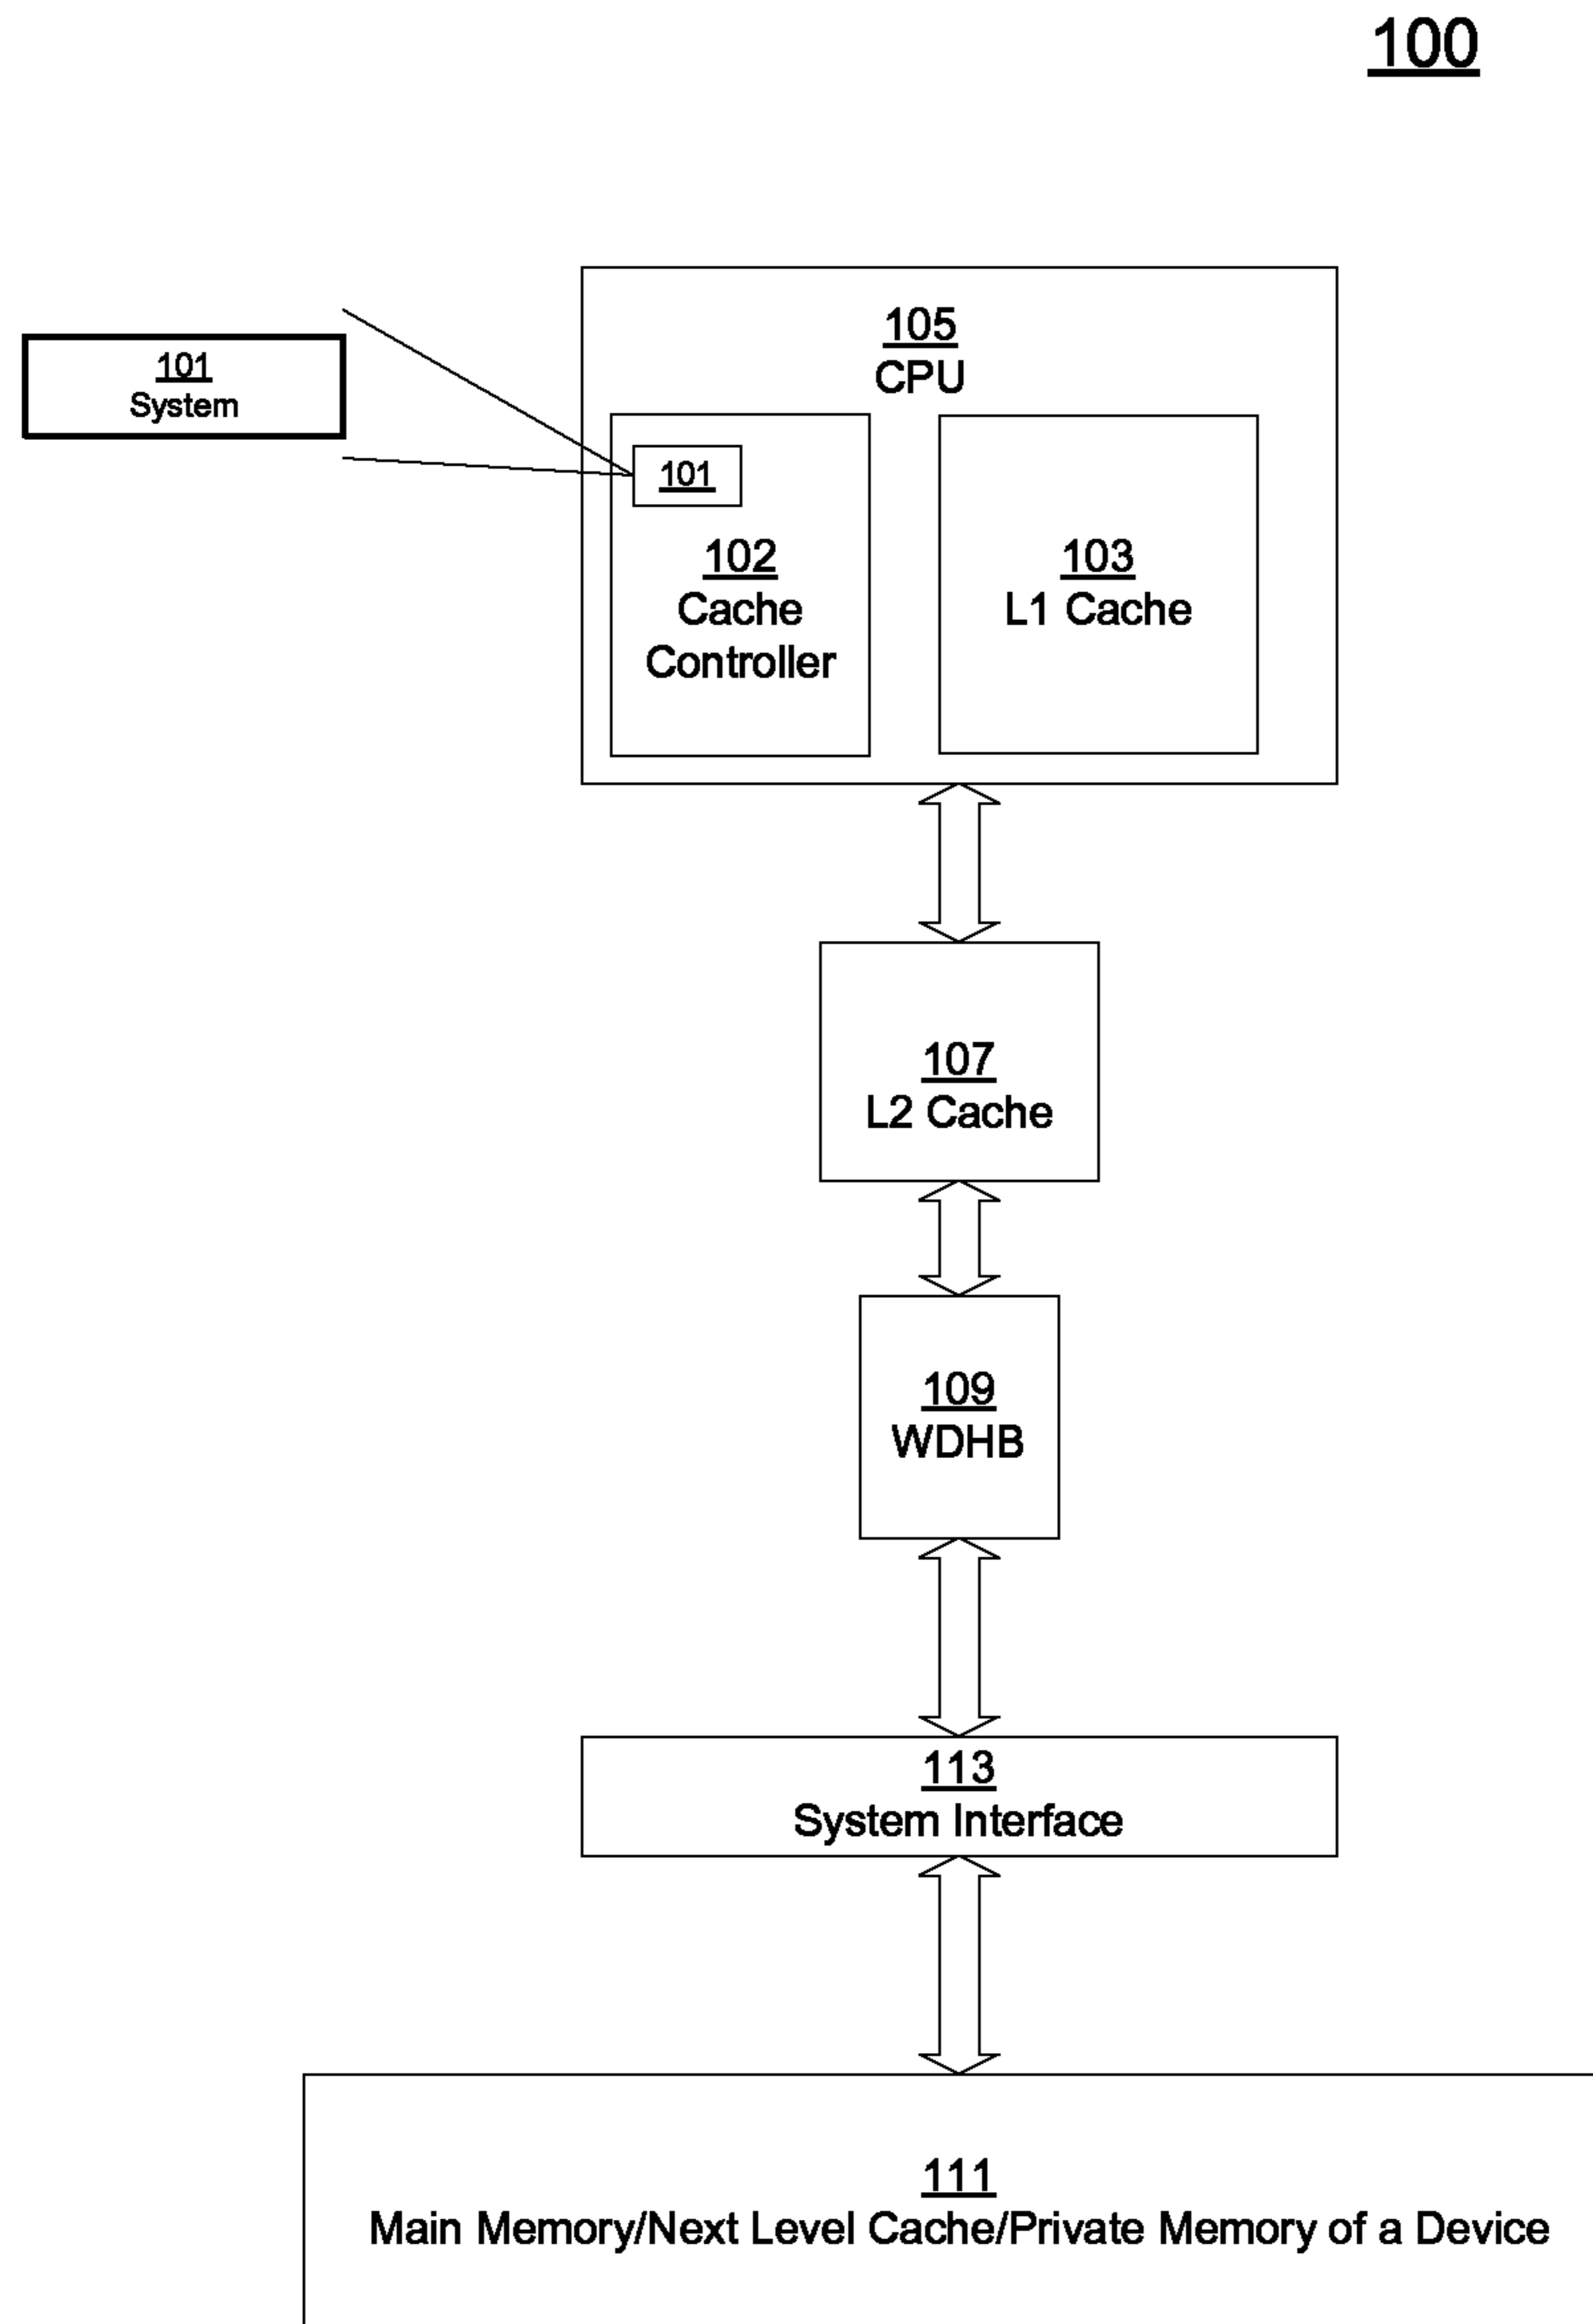 100
105
CPU
101
System
101
102
Cache
Controller
103
L1 Cache
107
L2 Cache
109
WDHB
113
System Interface
111
Main Memory/Next Level Cache/Private Memory of a Device